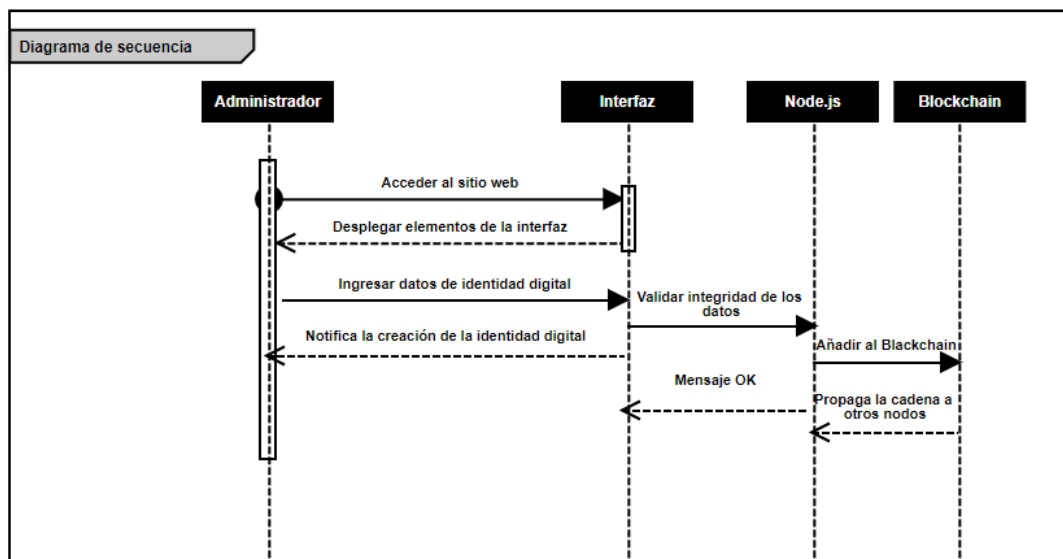 Diagrama de secuencia
Administrador
Interfaz
Node.js
Blockchain
Acceder al sitio web
Desplegar elementos de la interfaz
Ingresar datos de identidad digital
Validar integridad de los
datos
Notifica la creación de la identidad digital
Añadir al Blackchain
Mensaje OK
Propaga la cadena a
otros nodos